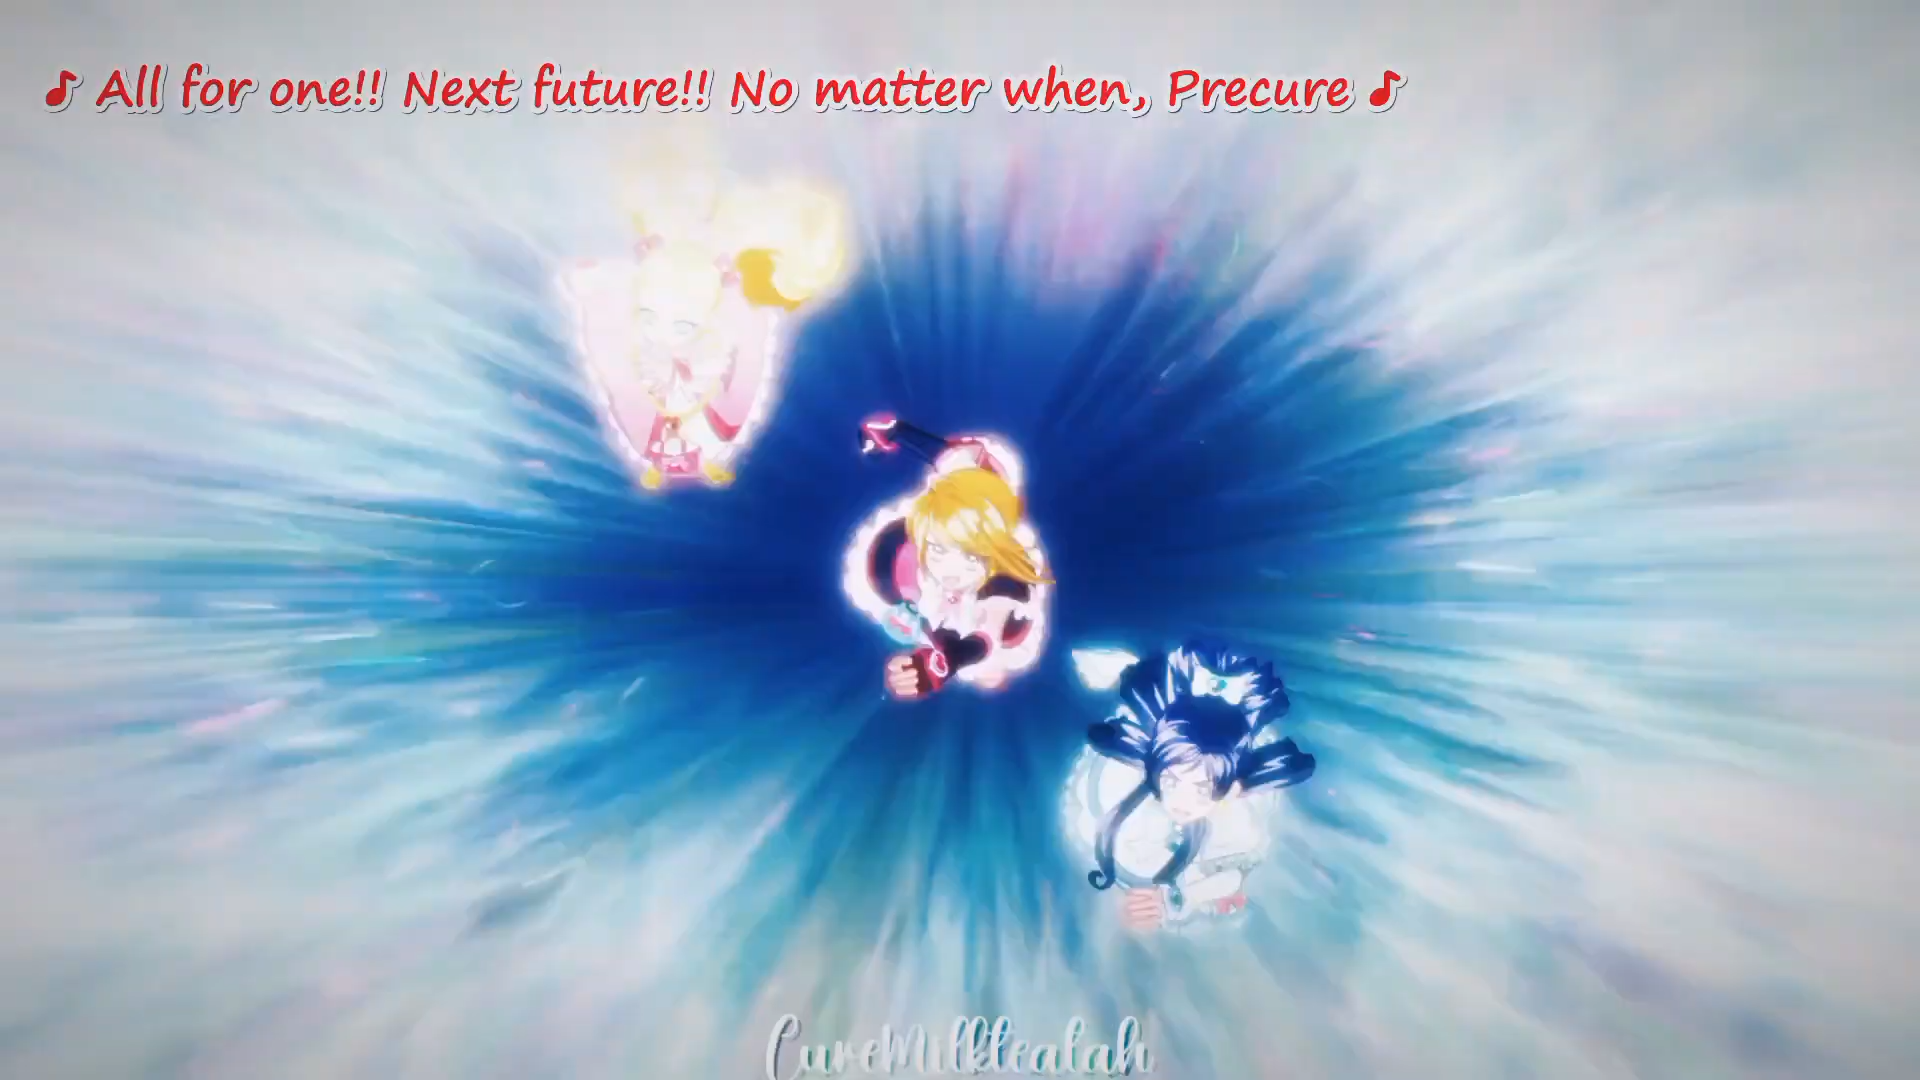 ♪ All for one!! Next future!! No matter when, Precure ♪
CureMilktealah